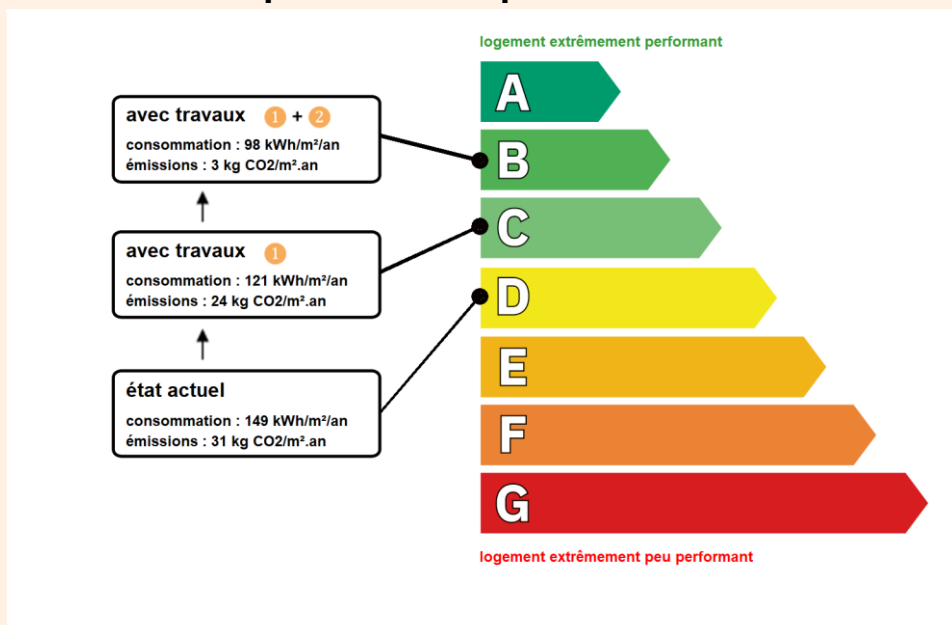 logement extrêmement performant
avec travaux 1 + 2
consommation : 98 kWh/m²/an
émissions : 3 kg CO2/m².an
avec travaux 1
consommation : 121 kWh/m²/an
émissions : 24 kg CO2/m².an
état actuel
consommation : 149 kWh/m²/an
émissions : 31 kg CO2/m².an
A
B
C
D
E
F
G
logement extrêmement peu performant